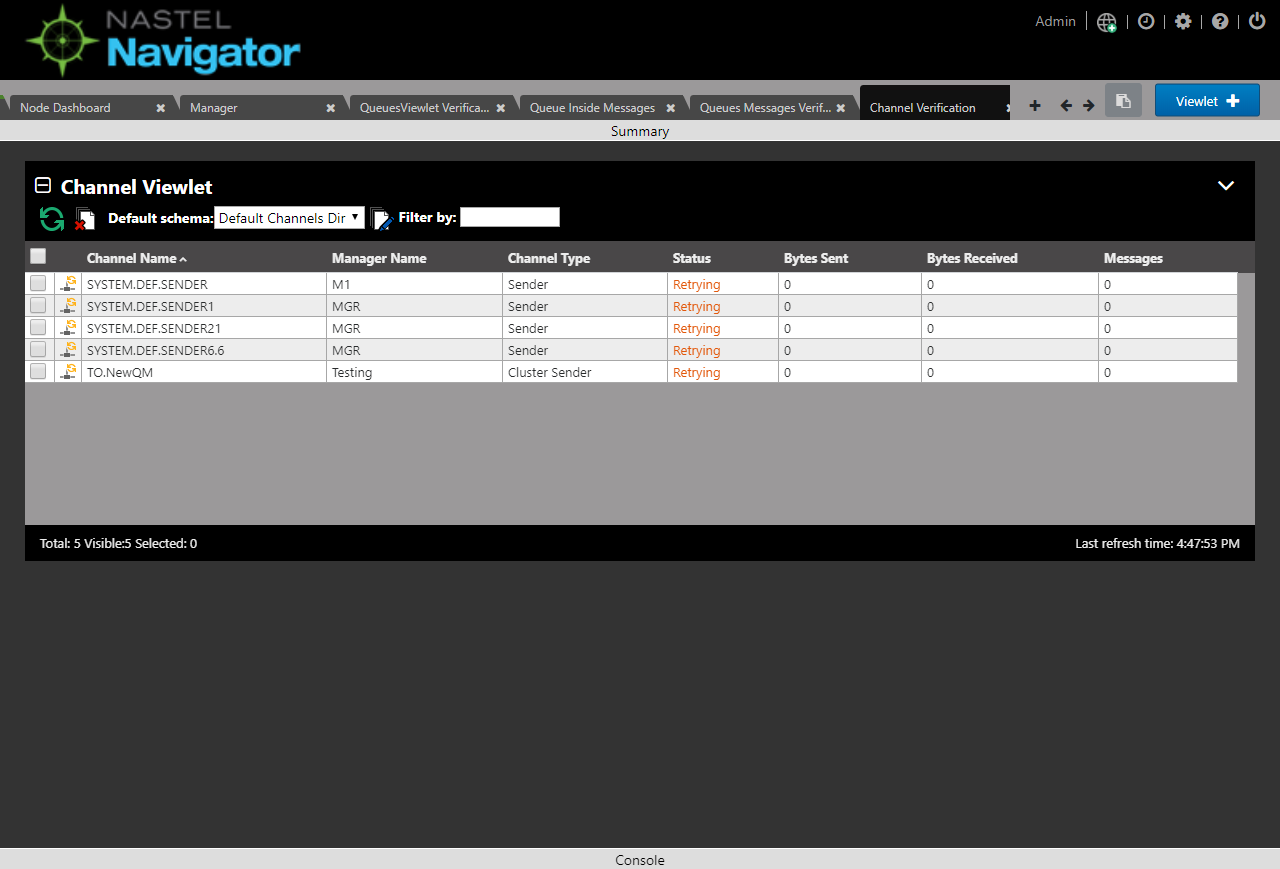 NASTEL
Navigator
Admin
Node Dashboard Manager QueuesViewlet Verifica... Queue Inside Messages Queues Messages Verif... Channel Verification Viewlet
Summary
Channel Viewlet
Default schema: Default Channels Dir Filter by:
Channel Name Manager Name Channel Type Status Bytes Sent Bytes Received Messages
SYSTEM.DEF.SENDER M1 Sender Retrying 0 0 0
SYSTEM.DEF.SENDER1 MGR Sender Retrying 0 0 0
SYSTEM.DEF.SENDER21 MGR Sender Retrying 0 0 0
SYSTEM.DEF.SENDER6.6 MGR Sender Retrying 0 0 0
TO.NewQM Testing Cluster Sender Retrying 0 0 0
Total: 5 Visible:5 Selected: 0 Last refresh time: 4:47:53 PM
Console